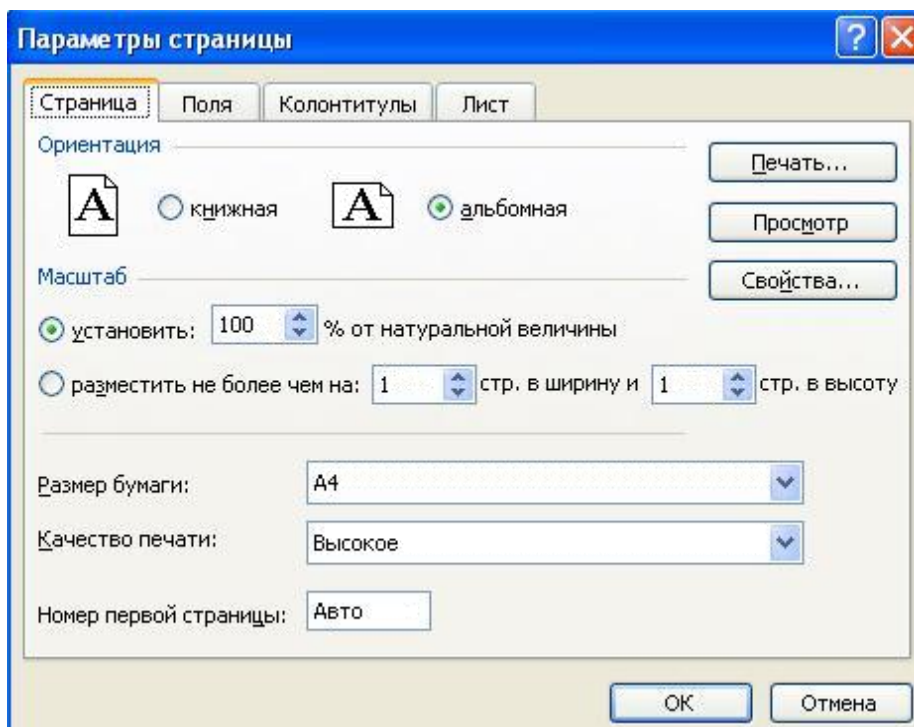 Параметры страницы
Страница Поля Колонтитулы Лист
Ориентация
Печать...
A книжная A альбомная
Просмотр
Масштаб
Свойства...
установить: 100 % от натуральной величины
разместить не более чем на: 1 стр. в ширину и 1 стр. в высоту
Размер бумаги: A4
Качество печати: Высокое
Номер первой страницы: Авто
ОК Отмена